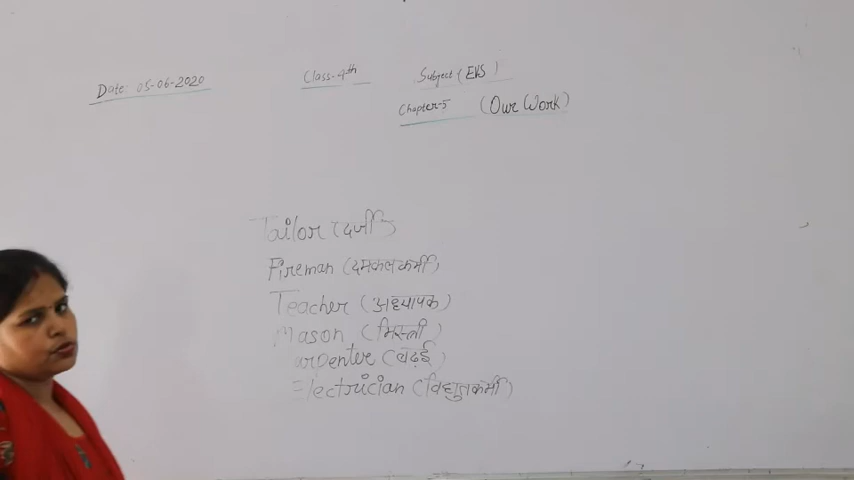 Date: 05-06-2020 Class-4th Subject (EVS)
Chapter-5 (Our Work)
Tailor (दर्जी)
Fireman (दमकलकर्मी)
Teacher (अध्यापक)
Mason (मिस्त्री)
arpenter (बढ़ई)
Electrician (विद्युतकर्मी)